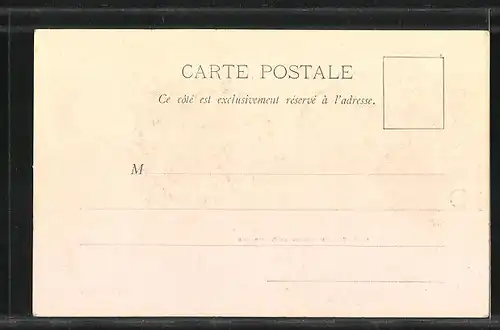 CARTE POSTALE
Ce côté est exclusivement réservé à l'adresse.
M